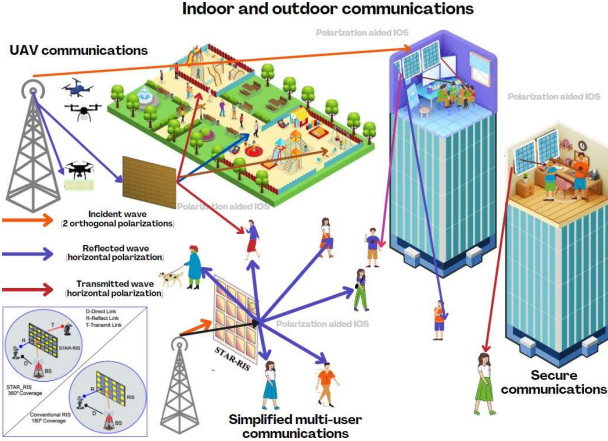 Indoor and outdoor communications
Polarization aided IOS
UAV communications
Polarization aided IOS
Polarization aided IOS
Incident wave
(2 orthogonal polarizations)
Reflected wave
(horizontal polarization)
Transmitted wave
(horizontal polarization)
Polarization aided IOS
STAR-RIS
D-Direct Link
R-Reflect Link
T-Transmit Link
T
STAR-RIS
R
D
BS
STAR_RIS
360° Coverage
R
RIS
D
BS
Conventional RIS
180° Coverage
Simplified multi-user
communications
Secure
communications